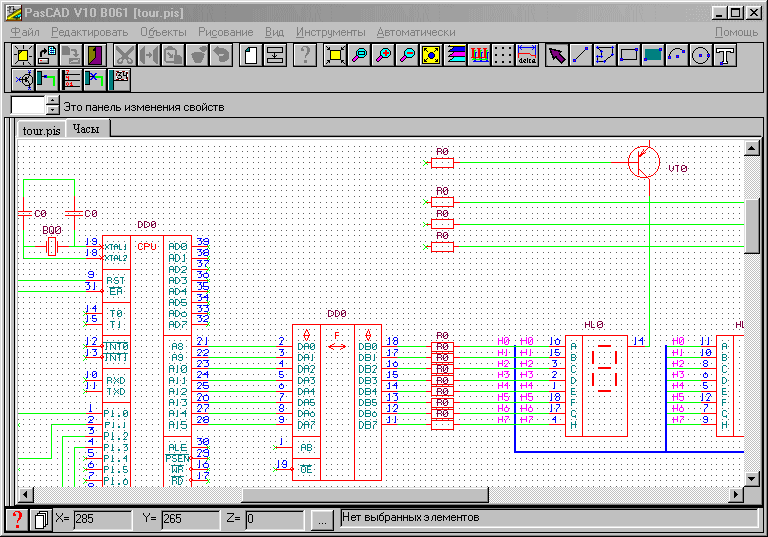 PasCAD V10 B061 [tour.pis]
Файл Редактировать Объекты Рисование Вид Инструменты Автоматически Помощь
delta
Это панель изменения свойств
tour.pis Часы
R0
VT0
R0
R0
R0
C0 C0
BQ0
DD0
CPU
19 XTAL1
18 XTAL2
9 RST
31 EA
14 T0
15 T1
12 INT0
13 INT1
10 RXD
11 TXD
1 P1.0
2 P1.1
3 P1.2
4 P1.3
5 P1.4
6 P1.5
7 P1.6
AD0 39
AD1 38
AD2 37
AD3 36
AD4 35
AD5 34
AD6 33
AD7 32
A8 21
A9 22
A10 23
A11 24
A12 25
A13 26
A14 27
A15 28
ALE 30
PSEN 29
WR 16
RD 17
DD0
F
2 DA0 DB0 18
3 DA1 DB1 17
4 DA2 DB2 16
5 DA3 DB3 15
6 DA4 DB4 14
7 DA5 DB5 13
8 DA6 DB6 12
9 DA7 DB7 11
1 AB
19 OE
R0
R0
R0
R0
R0
R0
R0
R0
HL0
H0 H0 16 A 14
H1 H1 15 B
H2 H2 3 C
H3 H3 2 D
H4 H4 1 E
H5 H5 18 F
H6 H6 17 G
H7 H7 4 H
H0 11 A
H1 10 B
H2 8 C
H3 6 D
H4 5 E
H5 12 F
H6 7 G
H7 9 H
X= 285 Y= 265 Z= 0 ... Нет выбранных элементов